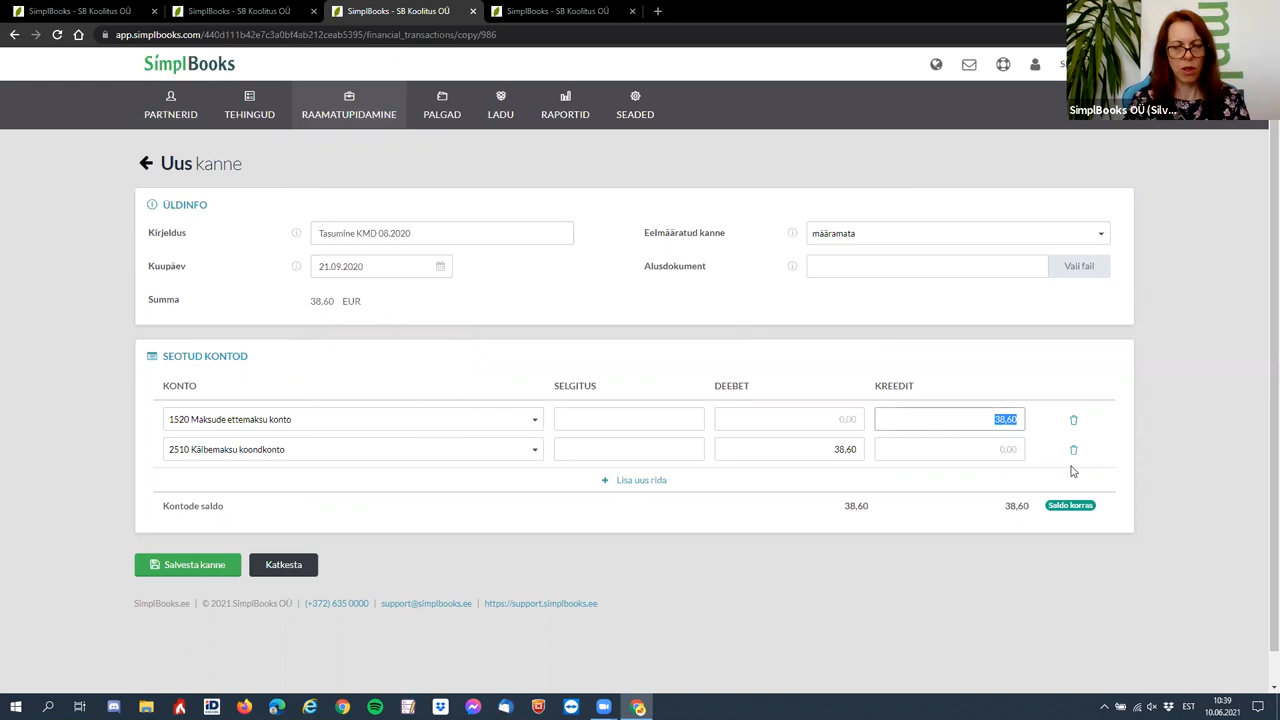 SimplBooks - SB Koolitus OÜ
SimplBooks - SB Koolitus OÜ
SimplBooks - SB Koolitus OÜ
SimplBooks - SB Koolitus OÜ
app.simplbooks.com/440d111b42e7c3a0bf4ab212ceab5395/financial_transactions/copy/986
SimplBooks
SimplBooks OÜ (Silv...
PARTNERID
TEHINGUD
RAAMATUPIDAMINE
PALGAD
LADU
RAPORTID
SEADED
Uus kanne
ÜLDINFO
Kirjeldus
Tasumine KMD 08.2020
Eelmääratud kanne
määramata
Kuupäev
21.09.2020
Alusdokument
Vali fail
Summa
38,60 EUR
SEOTUD KONTOD
KONTO
SELGITUS
DEEBET
KREEDIT
1520 Maksude ettemaksu konto
0,00
38,60
2510 Käibemaksu koondkonto
38,60
0,00
+ Lisa uus rida
Kontode saldo
38,60
38,60
Saldo korras
Salvesta kanne
Katkesta
SimplBooks.ee | © 2021 SimplBooks OÜ | (+372) 635 0000 | support@simplbooks.ee | https://support.simplbooks.ee
EST
10:39
10.06.2021